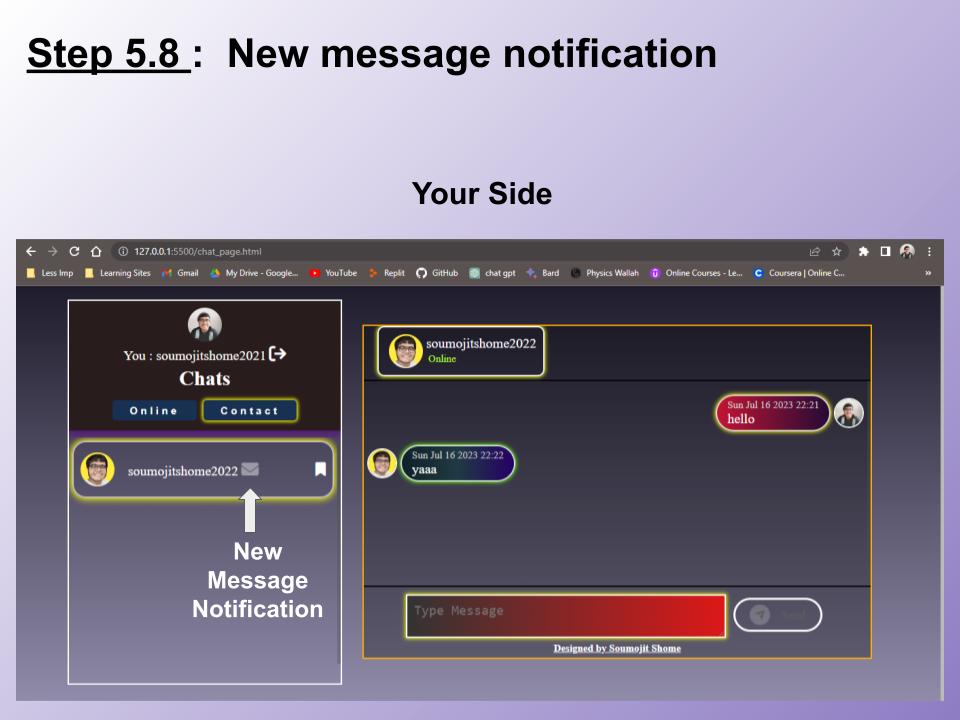 Step 5.8 : New message notification
Your Side
127.0.0.1:5500/chat_page.html
Less Imp Learning Sites Gmail My Drive - Google... YouTube Replit GitHub chat gpt Bard Physics Wallah Online Courses - Le... Coursera | Online C... »
You : soumojitshome2021
Chats
Online Contact
soumojitshome2022
New
Message
Notification
soumojitshome2022
Online
Sun Jul 16 2023 22:21
hello
Sun Jul 16 2023 22:22
yaaa
Type Message
Send
Designed by Soumojit Shome